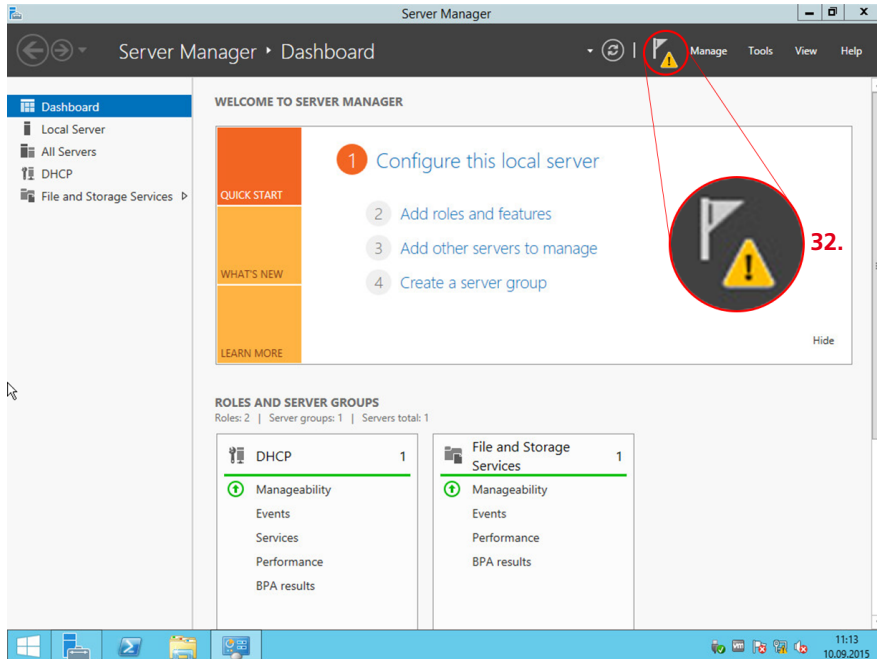 Server Manager
Server Manager • Dashboard
Manage Tools View Help
Dashboard
Local Server
All Servers
DHCP
File and Storage Services
WELCOME TO SERVER MANAGER
QUICK START
WHAT'S NEW
LEARN MORE
1 Configure this local server
2 Add roles and features
3 Add other servers to manage
4 Create a server group
32.
Hide
ROLES AND SERVER GROUPS
Roles: 2 | Server groups: 1 | Servers total: 1
DHCP 1
Manageability
Events
Services
Performance
BPA results
File and Storage
Services 1
Manageability
Events
Performance
BPA results
11:13
10.09.2015